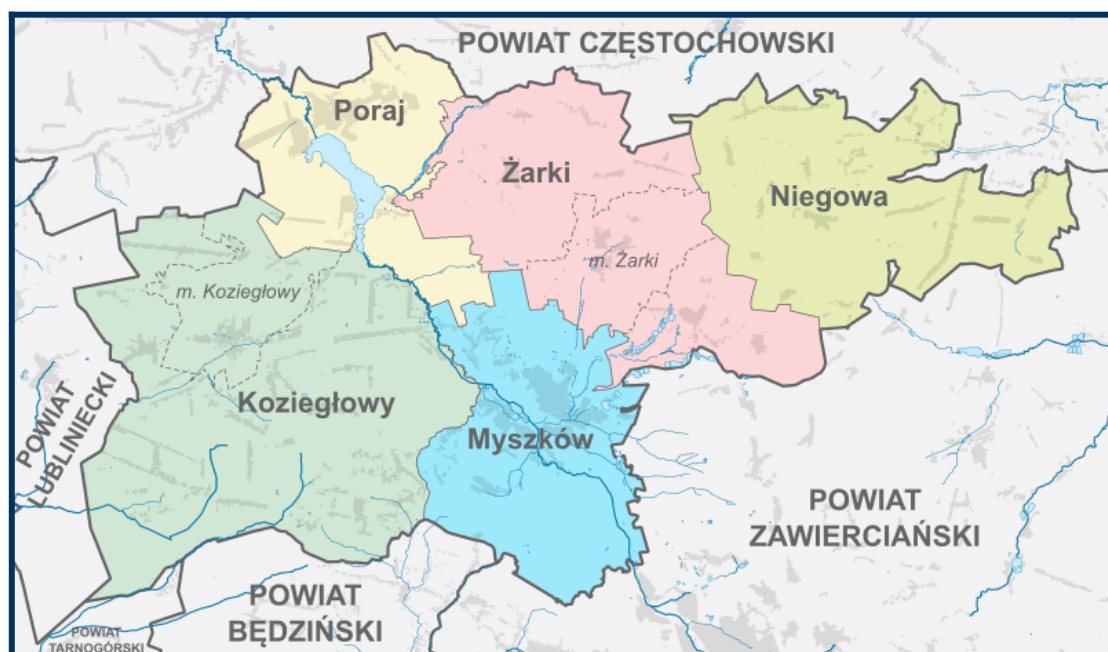 POWIAT CZĘSTOCHOWSKI
Poraj
Żarki
Niegowa
m. Żarki
m. Koziegłowy
Koziegłowy
Myszków
POWIAT
LUBLINIECKI
POWIAT
ZAWIERCIAŃSKI
POWIAT
BĘDZIŃSKI
POWIAT
TARNOGÓRSKI